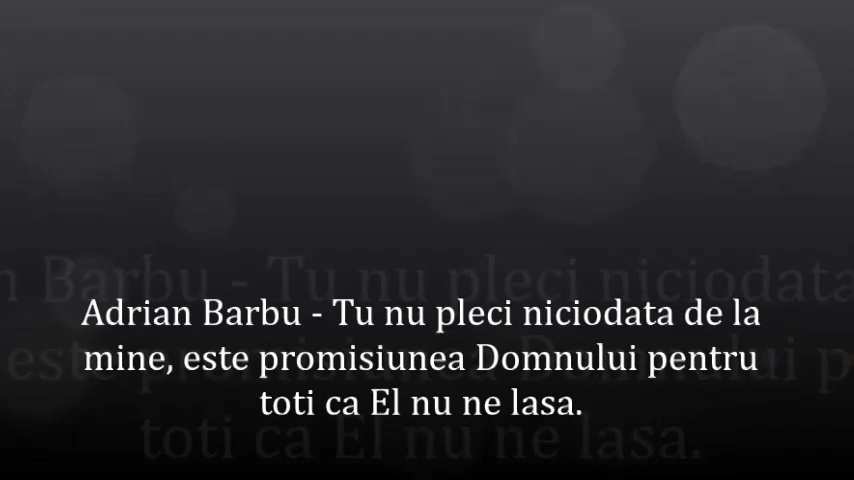 Adrian Barbu - Tu nu pleci niciodata de la
mine, este promisiunea Domnului pentru
toti ca El nu ne lasa.